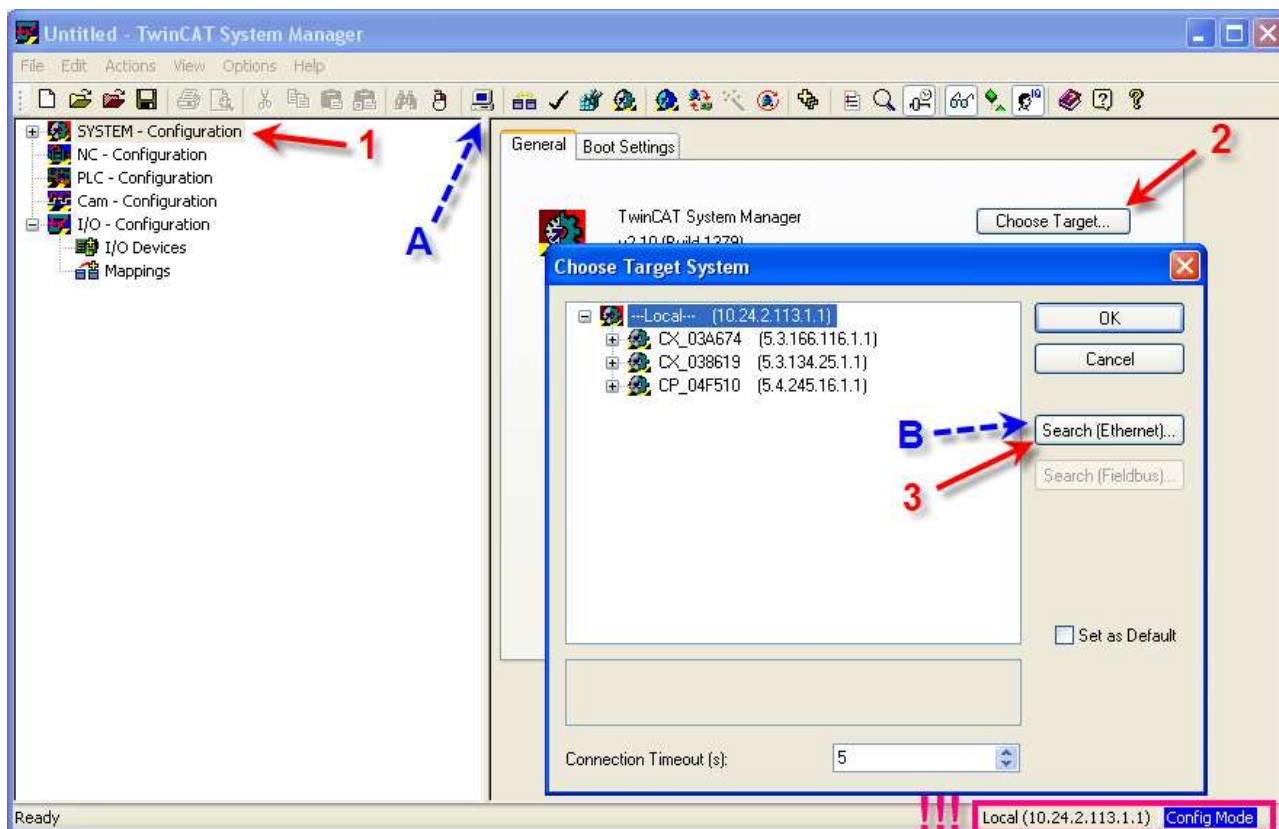 Untitled - TwinCAT System Manager
File Edit Actions View Options Help
SYSTEM - Configuration
NC - Configuration
PLC - Configuration
Cam - Configuration
I/O - Configuration
I/O Devices
Mappings
1
A
General Boot Settings
2
TwinCAT System Manager
v2.10 (Build 1379)
Choose Target...
Choose Target System
---Local--- (10.24.2.113.1.1)
CX_03A674 (5.3.166.116.1.1)
CX_038619 (5.3.134.25.1.1)
CP_04F510 (5.4.245.16.1.1)
OK
Cancel
B
Search (Ethernet)...
3
Search (Fieldbus)...
Set as Default
Connection Timeout (s): 5
Ready
!!!
Local (10.24.2.113.1.1) Config Mode